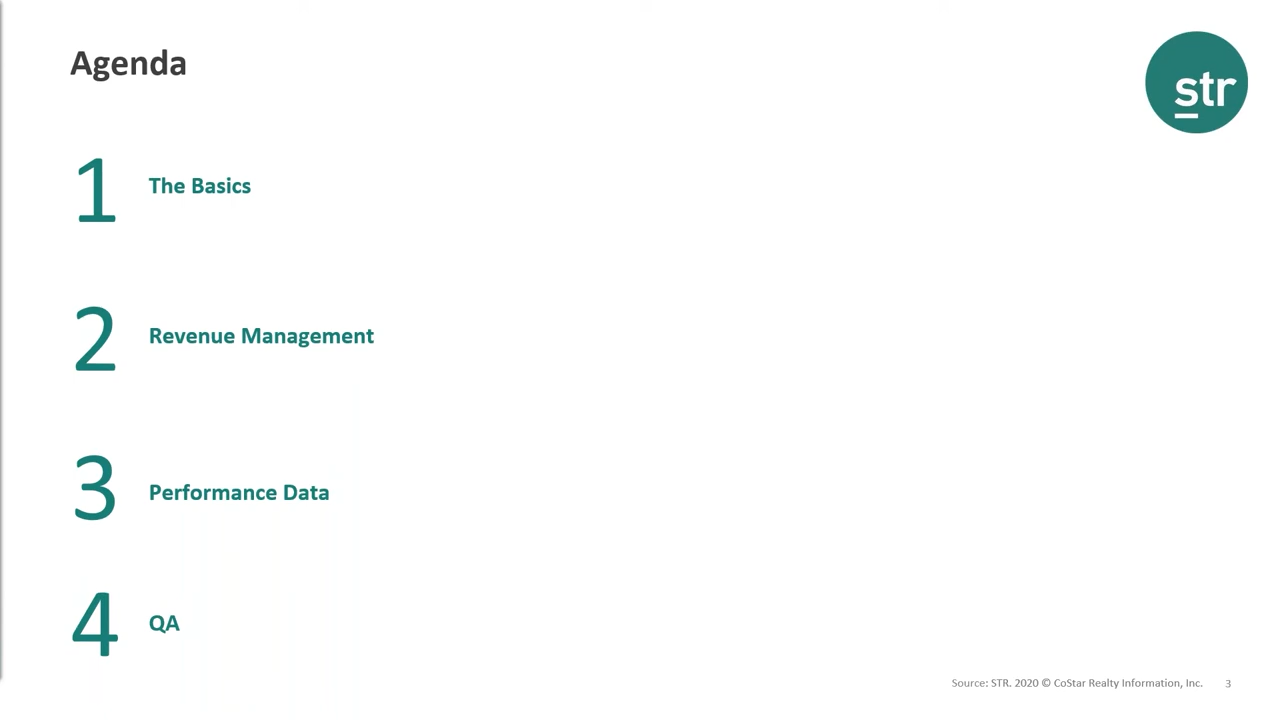 Agenda
str
1 The Basics
2 Revenue Management
3 Performance Data
4 QA
Source: STR. 2020 © CoStar Realty Information, Inc. 3